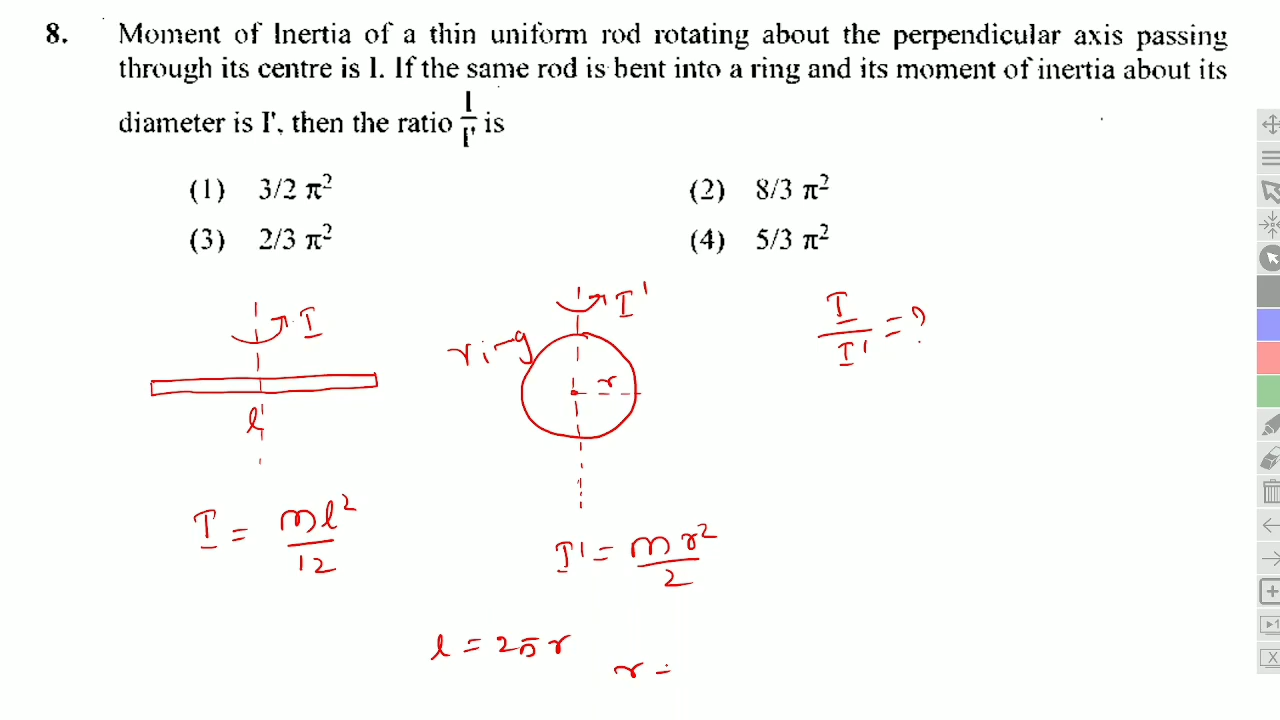 8. Moment of Inertia of a thin uniform rod rotating about the perpendicular axis passing
through its centre is I. If the same rod is bent into a ring and its moment of inertia about its
diameter is I', then the ratio I/I' is
(1) 3/2 π²
(2) 8/3 π²
(3) 2/3 π²
(4) 5/3 π²
I
l
ring
I'
r
I/I' = ?
I = ml²/12
I' = mr²/2
l = 2πr
r =